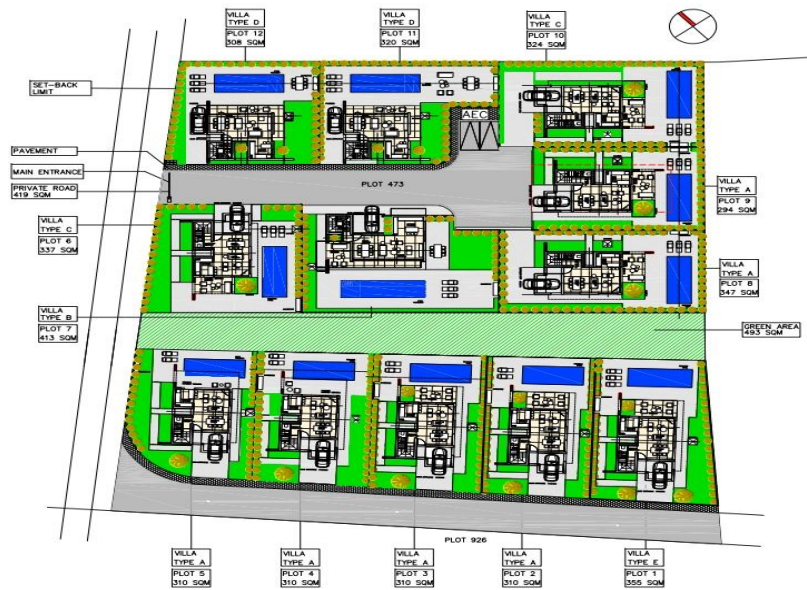 VILLA
TYPE D
PLOT 12
308 SQM
VILLA
TYPE D
PLOT 11
320 SQM
VILLA
TYPE C
PLOT 10
324 SQM
SET-BACK
LIMIT
AEC
PAVEMENT
MAIN ENTRANCE
PRIVATE ROAD
419 SQM
PLOT 473
VILLA
TYPE A
PLOT 9
294 SQM
VILLA
TYPE C
PLOT 6
337 SQM
VILLA
TYPE A
PLOT 8
347 SQM
VILLA
TYPE B
PLOT 7
413 SQM
GREEN AREA
493 SQM
PLOT 926
VILLA
TYPE A
PLOT 5
310 SQM
VILLA
TYPE A
PLOT 4
310 SQM
VILLA
TYPE A
PLOT 3
310 SQM
VILLA
TYPE A
PLOT 2
310 SQM
VILLA
TYPE E
PLOT 1
355 SQM